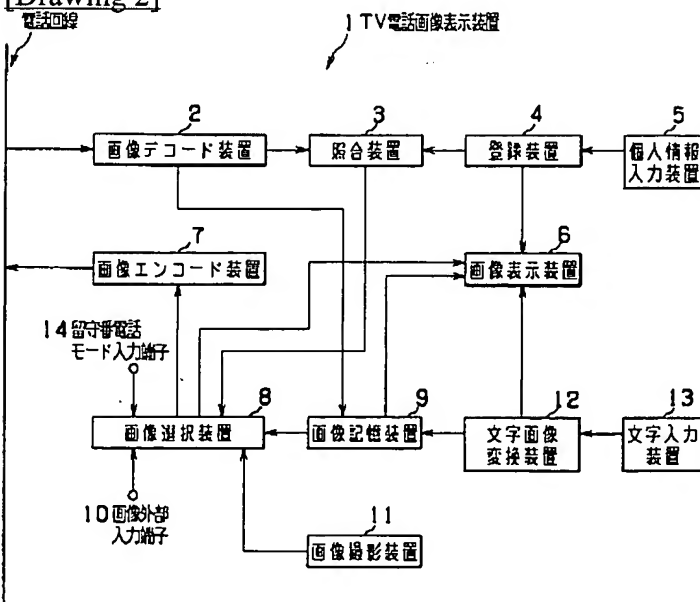 [Drawing 2]
電話回線
1 TV電話画像表示装置
2
画像デコード装置
3
照合装置
4
登録装置
5
個人情報
入力装置
7
画像エンコード装置
6
画像表示装置
14 留守番電話
モード入力端子
8
画像選択装置
9
画像記憶装置
12
文字画像
変換装置
13
文字入力
装置
10 画像外部
入力端子
11
画像撮影装置